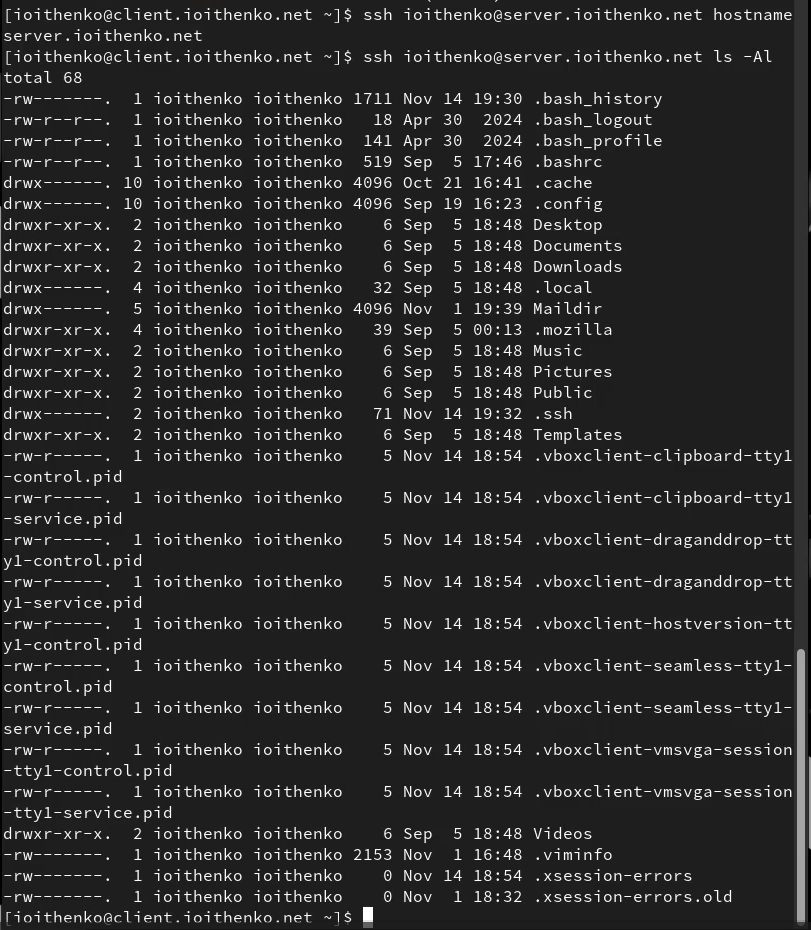 [ioithenko@client.ioithenko.net ~]$ ssh ioithenko@server.ioithenko.net hostname
server.ioithenko.net
[ioithenko@client.ioithenko.net ~]$ ssh ioithenko@server.ioithenko.net ls -Al
total 68
-rw-------.  1 ioithenko ioithenko 1711 Nov 14 19:30 .bash_history
-rw-r--r--.  1 ioithenko ioithenko   18 Apr 30  2024 .bash_logout
-rw-r--r--.  1 ioithenko ioithenko  141 Apr 30  2024 .bash_profile
-rw-r--r--.  1 ioithenko ioithenko  519 Sep  5 17:46 .bashrc
drwx------. 10 ioithenko ioithenko 4096 Oct 21 16:41 .cache
drwx------. 10 ioithenko ioithenko 4096 Sep 19 16:23 .config
drwxr-xr-x.  2 ioithenko ioithenko    6 Sep  5 18:48 Desktop
drwxr-xr-x.  2 ioithenko ioithenko    6 Sep  5 18:48 Documents
drwxr-xr-x.  2 ioithenko ioithenko    6 Sep  5 18:48 Downloads
drwx------.  4 ioithenko ioithenko   32 Sep  5 18:48 .local
drwx------.  5 ioithenko ioithenko 4096 Nov  1 19:39 Maildir
drwxr-xr-x.  4 ioithenko ioithenko   39 Sep  5 00:13 .mozilla
drwxr-xr-x.  2 ioithenko ioithenko    6 Sep  5 18:48 Music
drwxr-xr-x.  2 ioithenko ioithenko    6 Sep  5 18:48 Pictures
drwxr-xr-x.  2 ioithenko ioithenko    6 Sep  5 18:48 Public
drwx------.  2 ioithenko ioithenko   71 Nov 14 19:32 .ssh
drwxr-xr-x.  2 ioithenko ioithenko    6 Sep  5 18:48 Templates
-rw-r-----.  1 ioithenko ioithenko    5 Nov 14 18:54 .vboxclient-clipboard-tty1
-control.pid
-rw-r-----.  1 ioithenko ioithenko    5 Nov 14 18:54 .vboxclient-clipboard-tty1
-service.pid
-rw-r-----.  1 ioithenko ioithenko    5 Nov 14 18:54 .vboxclient-draganddrop-tt
y1-control.pid
-rw-r-----.  1 ioithenko ioithenko    5 Nov 14 18:54 .vboxclient-draganddrop-tt
y1-service.pid
-rw-r-----.  1 ioithenko ioithenko    5 Nov 14 18:54 .vboxclient-hostversion-tt
y1-control.pid
-rw-r-----.  1 ioithenko ioithenko    5 Nov 14 18:54 .vboxclient-seamless-tty1-
control.pid
-rw-r-----.  1 ioithenko ioithenko    5 Nov 14 18:54 .vboxclient-seamless-tty1-
service.pid
-rw-r-----.  1 ioithenko ioithenko    5 Nov 14 18:54 .vboxclient-vmsvga-session
-tty1-control.pid
-rw-r-----.  1 ioithenko ioithenko    5 Nov 14 18:54 .vboxclient-vmsvga-session
-tty1-service.pid
drwxr-xr-x.  2 ioithenko ioithenko    6 Sep  5 18:48 Videos
-rw-------.  1 ioithenko ioithenko 2153 Nov  1 16:48 .viminfo
-rw-------.  1 ioithenko ioithenko    0 Nov 14 18:54 .xsession-errors
-rw-------.  1 ioithenko ioithenko    0 Nov  1 18:32 .xsession-errors.old
[ioithenko@client.ioithenko.net ~]$